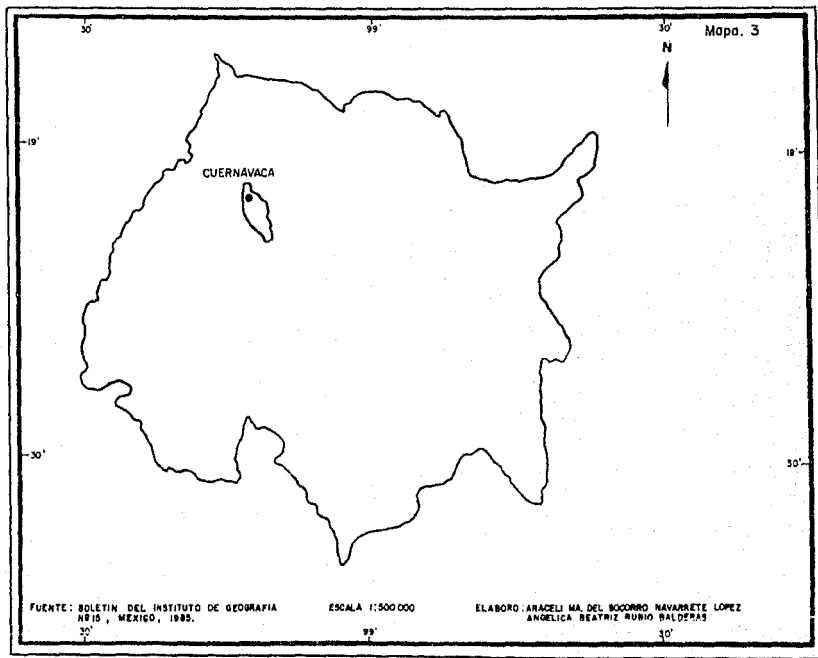 30' 99' 30'
Mapa. 3
N
19' 19'
CUERNAVACA
30' 30'
FUENTE: BOLETIN DEL INSTITUTO DE GEOGRAFIA ESCALA 1:500 000 ELABORO: ARACELI MA. DEL SOCORRO NAVARRETE LOPEZ
Nº 15, MEXICO, 1985. ANGELICA BEATRIZ RUBIO BALDERAS
30' 99' 30'